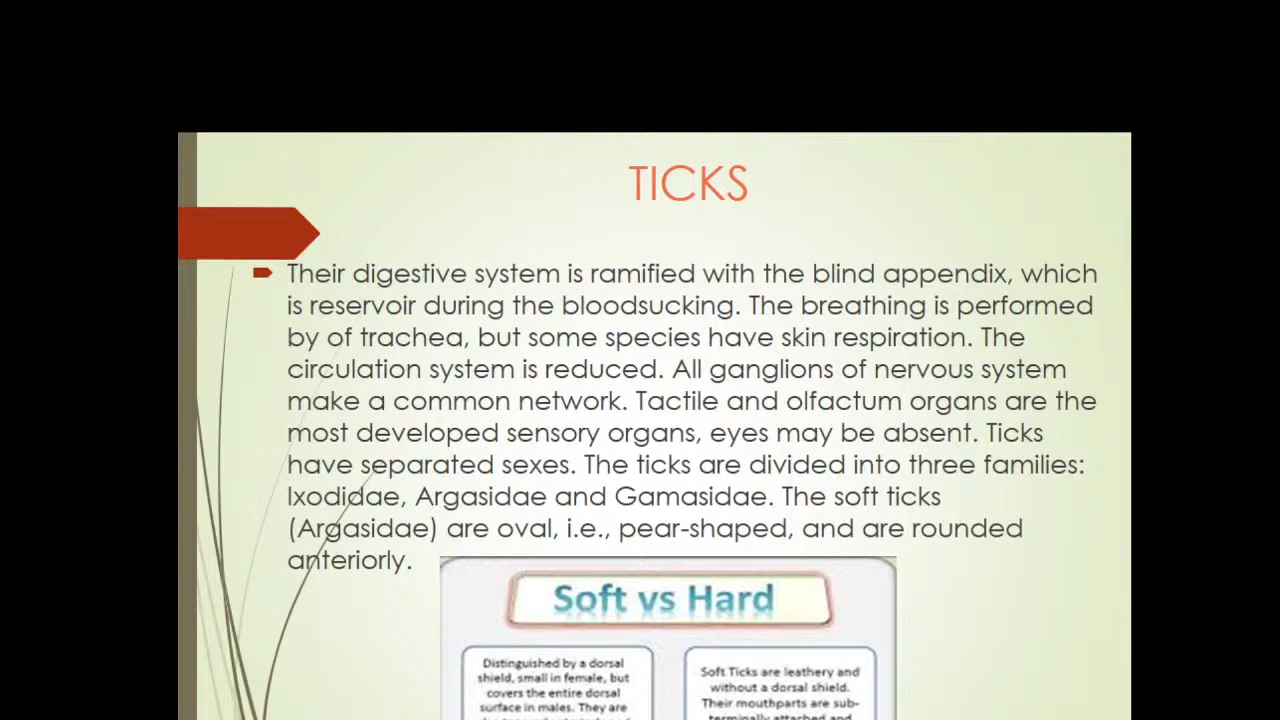 TICKS
Their digestive system is ramified with the blind appendix, which
is reservoir during the bloodsucking. The breathing is performed
by of trachea, but some species have skin respiration. The
circulation system is reduced. All ganglions of nervous system
make a common network. Tactile and olfactum organs are the
most developed sensory organs, eyes may be absent. Ticks
have separated sexes. The ticks are divided into three families:
Ixodidae, Argasidae and Gamasidae. The soft ticks
(Argasidae) are oval, i.e., pear-shaped, and are rounded
anteriorly.
Soft vs Hard
Distinguished by a dorsal
shield, small in female, but
covers the entire dorsal
surface in males. They are
Soft Ticks are leathery and
without a dorsal shield.
Their mouthparts are sub-
terminally attached and